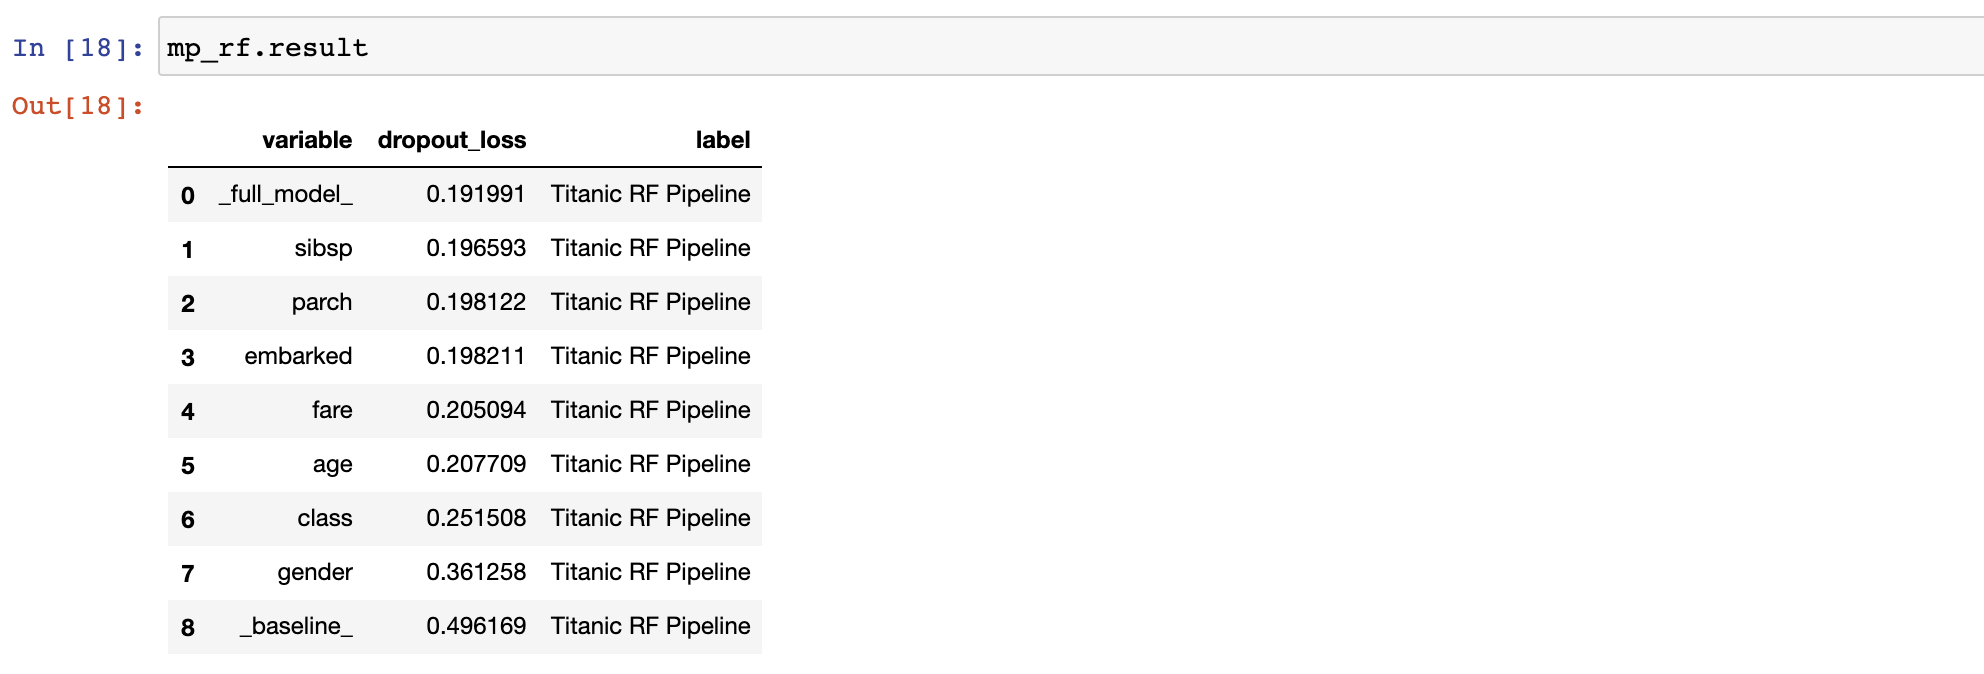 In [18]: mp_rf.result
Out[18]:
variable dropout_loss label
0 _full_model_ 0.191991 Titanic RF Pipeline
1 sibsp 0.196593 Titanic RF Pipeline
2 parch 0.198122 Titanic RF Pipeline
3 embarked 0.198211 Titanic RF Pipeline
4 fare 0.205094 Titanic RF Pipeline
5 age 0.207709 Titanic RF Pipeline
6 class 0.251508 Titanic RF Pipeline
7 gender 0.361258 Titanic RF Pipeline
8 _baseline_ 0.496169 Titanic RF Pipeline